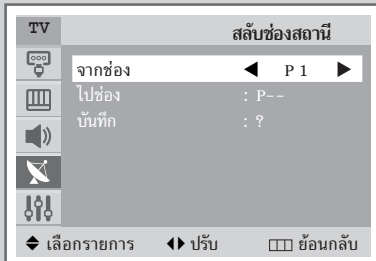 TV สลับช่องสถานี
จากช่อง ◀ P 1 ▶
ไปช่อง : P--
บันทึก : ?
เลือกรายการ ปรับ ย้อนกลับ